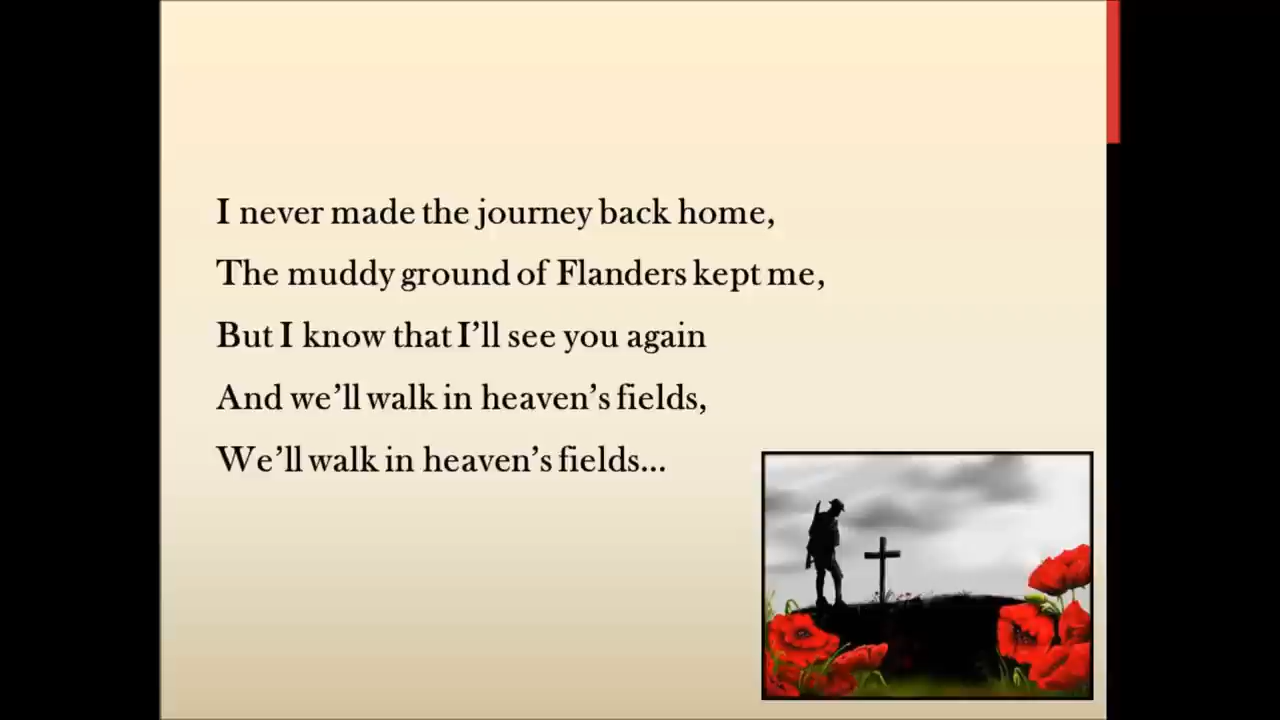 I never made the journey back home,
The muddy ground of Flanders kept me,
But I know that I’ll see you again
And we’ll walk in heaven’s fields,
We’ll walk in heaven’s fields...